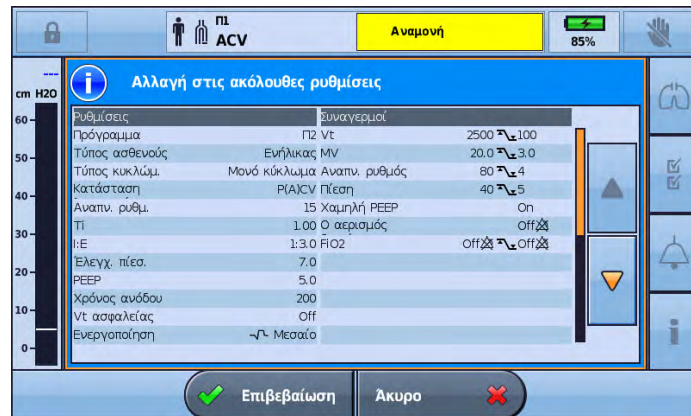 Π1
ACV
Αναμονή
85%
---
cm H2O
60
50
40
30
20
10
0
Αλλαγή στις ακόλουθες ρυθμίσεις
Ρυθμίσεις Συναγερμοί
Πρόγραμμα Π2 Vt 2500 100
Τύπος ασθενούς Ενήλικας MV 20.0 3.0
Τύπος κυκλώμ. Μονό κύκλωμα Αναπν. ρυθμός 80 4
Κατάσταση P(A)CV Πίεση 40 5
Αναπν. ρυθμ. 15 Χαμηλή PEEP On
Ti 1.00 Ο αερισμός Off
I:E 1:3.0 FiO2 Off Off
Έλεγχ. πίεσ. 7.0
PEEP 5.0
Χρόνος ανόδου 200
Vt ασφαλείας Off
Ενεργοποίηση Μεσαίο
Επιβεβαίωση Άκυρο